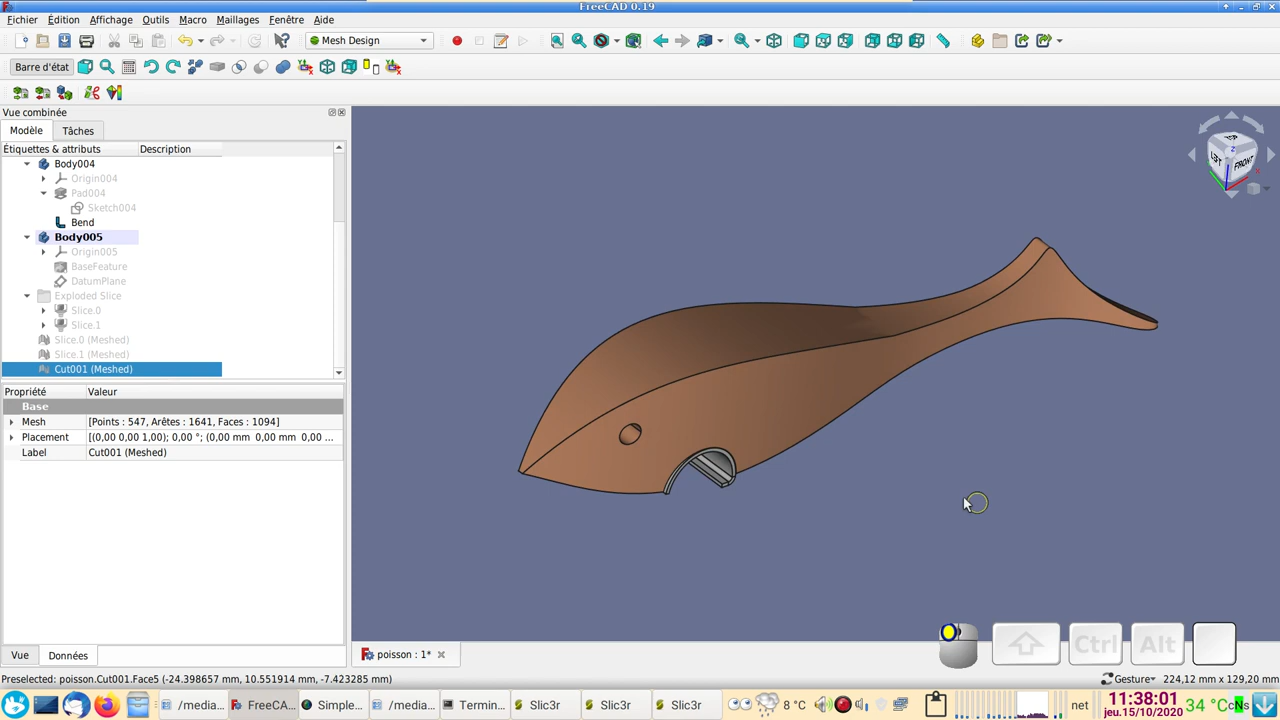 FreeCAD 0.19
Fichier Édition Affichage Outils Macro Maillages Fenêtre Aide
Mesh Design
Barre d'état
Vue combinée
Modèle Tâches
Étiquettes & attributs Description
Body004
Origin004
Pad004
Sketch004
Bend
Body005
Origin005
BaseFeature
DatumPlane
Exploded Slice
Slice.0
Slice.1
Slice.0 (Meshed)
Slice.1 (Meshed)
Cut001 (Meshed)
Propriété Valeur
Base
Mesh [Points : 547, Arêtes : 1641, Faces : 1094]
Placement [(0,00 0,00 1,00); 0,00 °; (0,00 mm 0,00 mm 0,00 ...
Label Cut001 (Meshed)
LEFT FRONT
Ctrl Alt
Vue Données
poisson : 1*
Preselected: poisson.Cut001.Face5 (-24.398657 mm, 10.551914 mm, -7.423285 mm)
Gesture 224,12 mm x 129,20 mm
/media... FreeCA... Simple... /media... Termin... Slic3r Slic3r Slic3r
8 °C
net
11:38:01
jeu.15/10/2020
34 °C